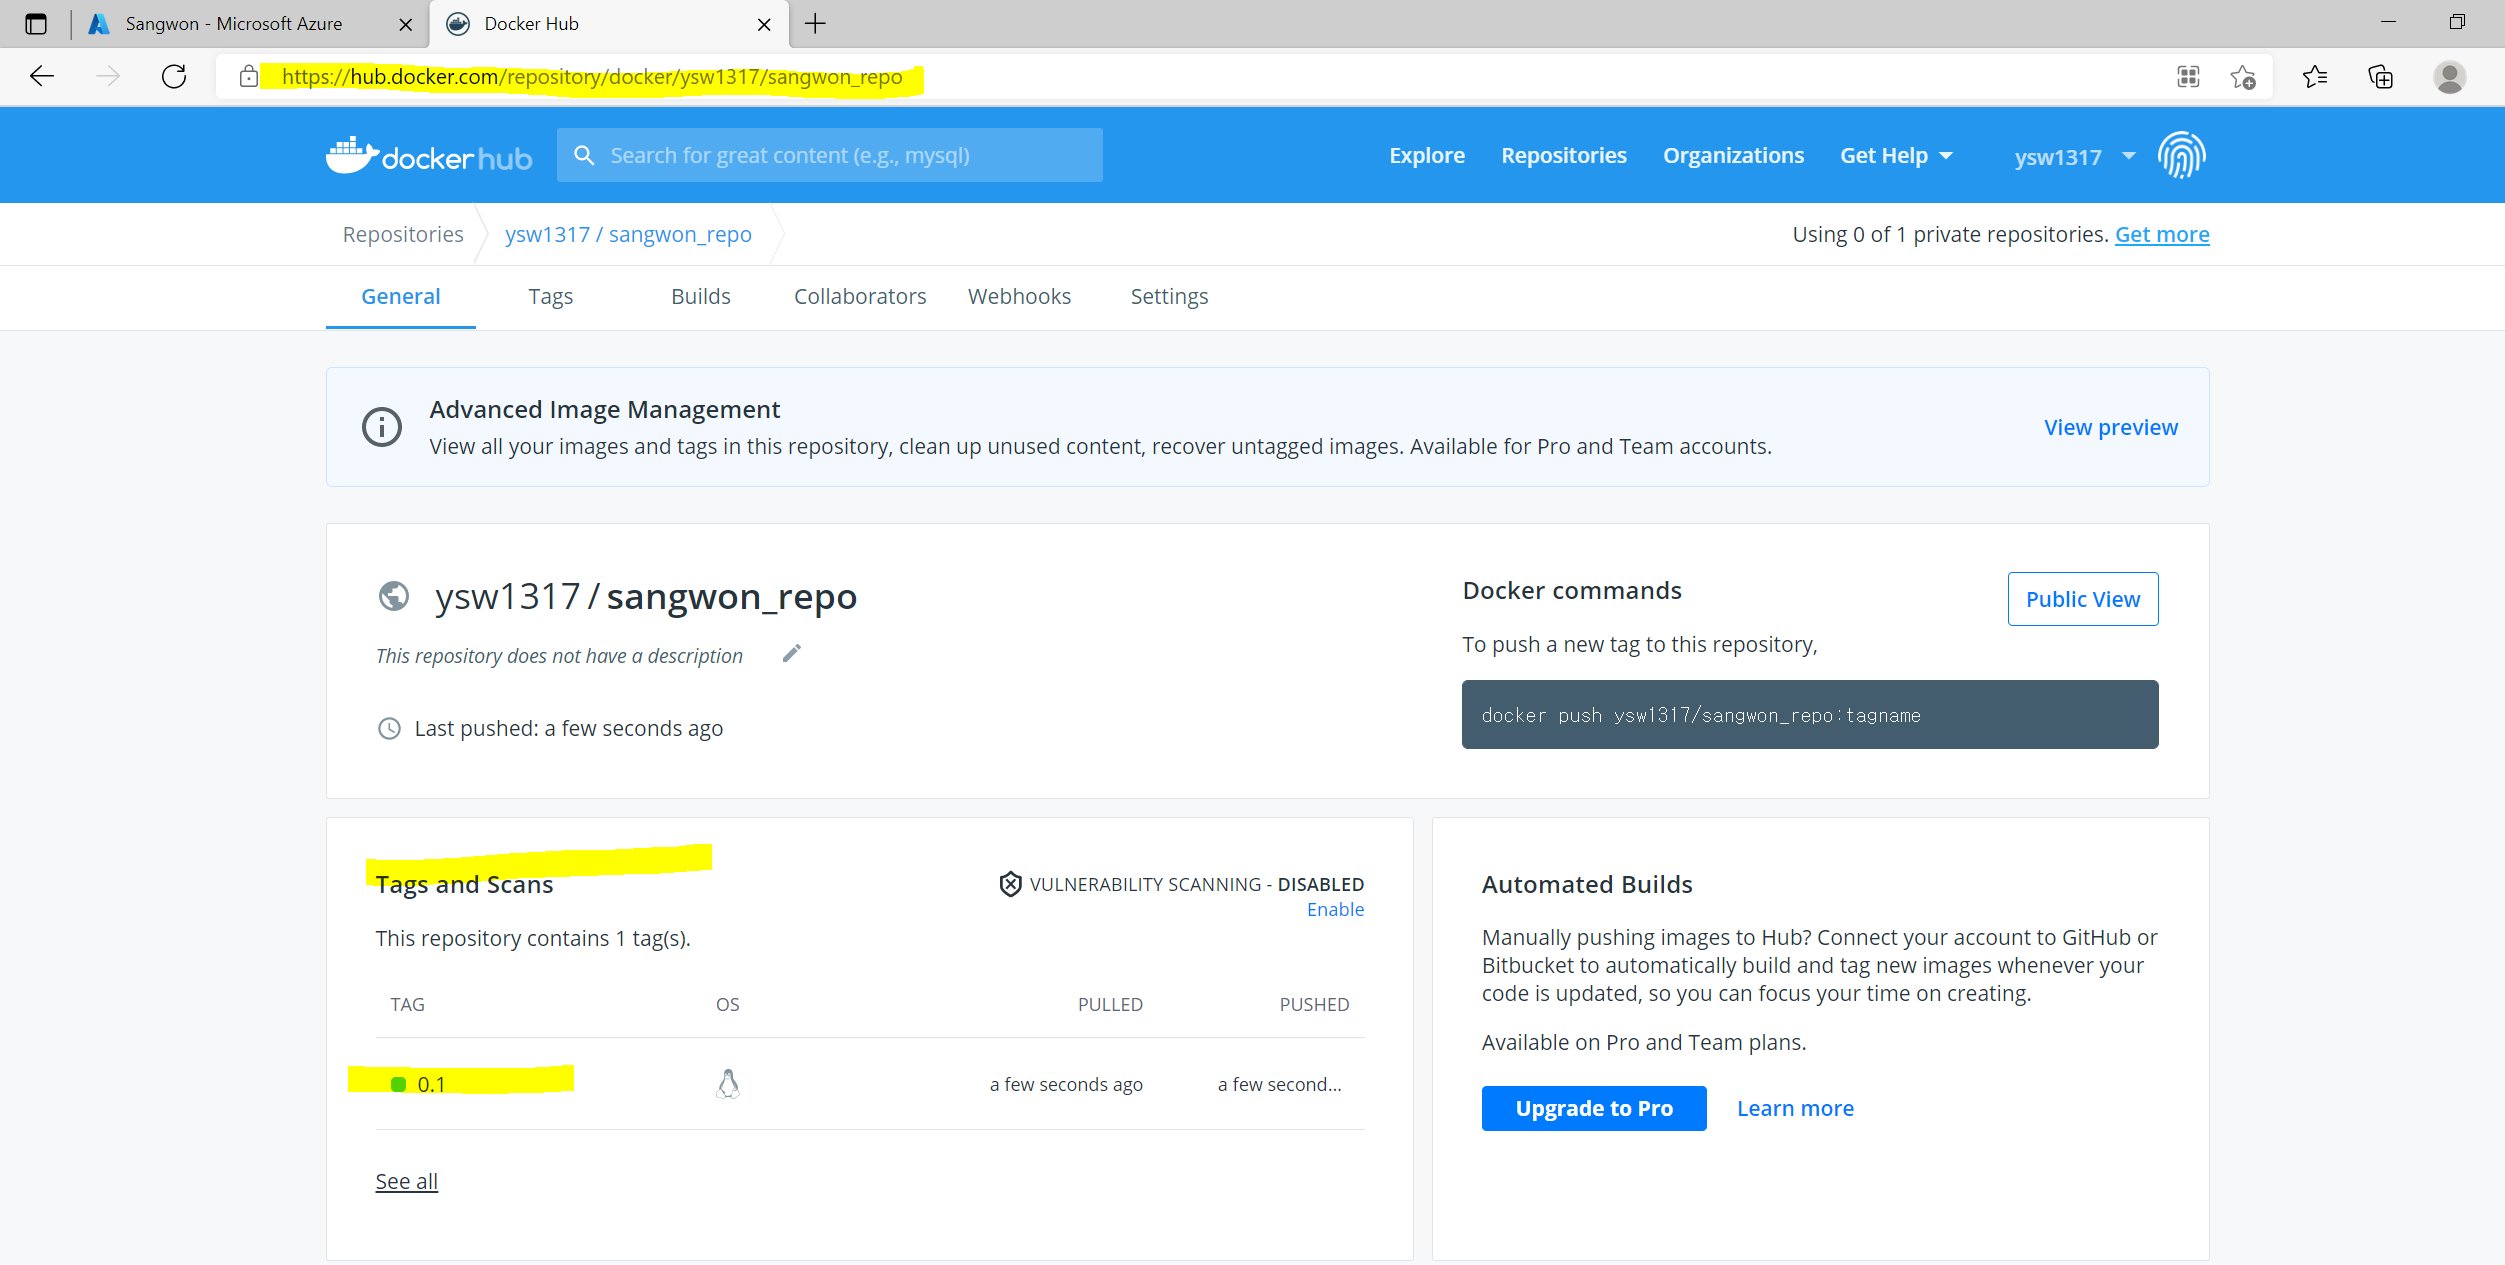 Sangwon - Microsoft Azure
Docker Hub
https://hub.docker.com/repository/docker/ysw1317/sangwon_repo
docker hub
Search for great content (e.g., mysql)
Explore
Repositories
Organizations
Get Help
ysw1317
Repositories
ysw1317 / sangwon_repo
Using 0 of 1 private repositories. Get more
General
Tags
Builds
Collaborators
Webhooks
Settings
Advanced Image Management
View all your images and tags in this repository, clean up unused content, recover untagged images. Available for Pro and Team accounts.
View preview
ysw1317 / sangwon_repo
This repository does not have a description
Last pushed: a few seconds ago
Docker commands
Public View
To push a new tag to this repository,
docker push ysw1317/sangwon_repo:tagname
Tags and Scans
VULNERABILITY SCANNING - DISABLED
Enable
This repository contains 1 tag(s).
TAG
OS
PULLED
PUSHED
0.1
a few seconds ago
a few second...
See all
Automated Builds
Manually pushing images to Hub? Connect your account to GitHub or
Bitbucket to automatically build and tag new images whenever your
code is updated, so you can focus your time on creating.
Available on Pro and Team plans.
Upgrade to Pro
Learn more